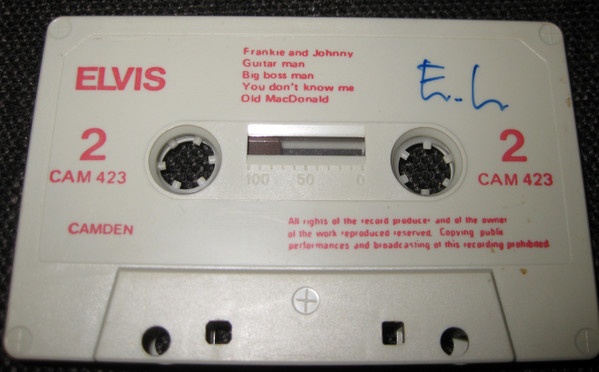 ELVIS
Frankie and Johnny
Guitar man
Big boss man
You don't know me
Old MacDonald
E.L
2
CAM 423
100 50 0
2
CAM 423
CAMDEN
All rights of the record producer and of the owner
of the work reproduced reserved. Copying public
performances and broadcasting of this recording prohibited